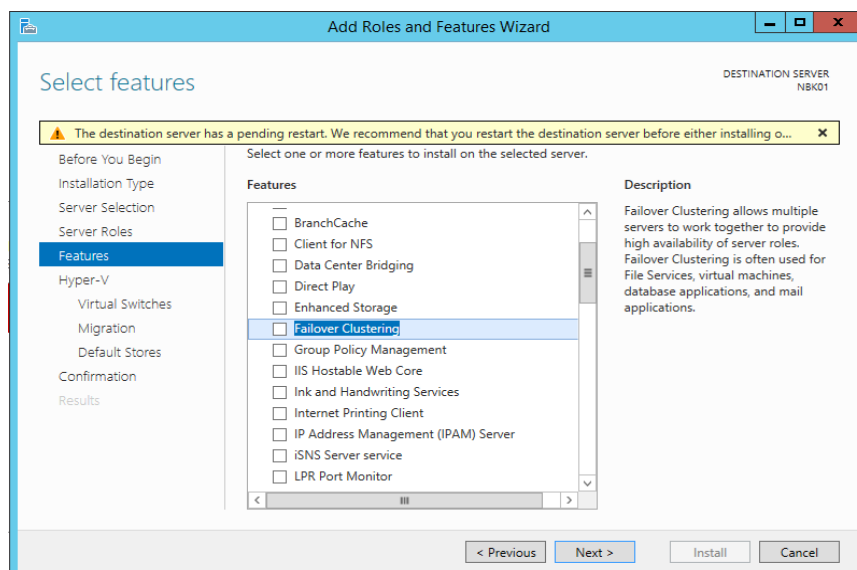 Add Roles and Features Wizard
Select features
DESTINATION SERVER
NBK01
The destination server has a pending restart. We recommend that you restart the destination server before either installing o...
Before You Begin
Installation Type
Server Selection
Server Roles
Features
Hyper-V
Virtual Switches
Migration
Default Stores
Confirmation
Results
Select one or more features to install on the selected server.
Features
BranchCache
Client for NFS
Data Center Bridging
Direct Play
Enhanced Storage
Failover Clustering
Group Policy Management
IIS Hostable Web Core
Ink and Handwriting Services
Internet Printing Client
IP Address Management (IPAM) Server
iSNS Server service
LPR Port Monitor
Description
Failover Clustering allows multiple
servers to work together to provide
high availability of server roles.
Failover Clustering is often used for
File Services, virtual machines,
database applications, and mail
applications.
< Previous
Next >
Install
Cancel